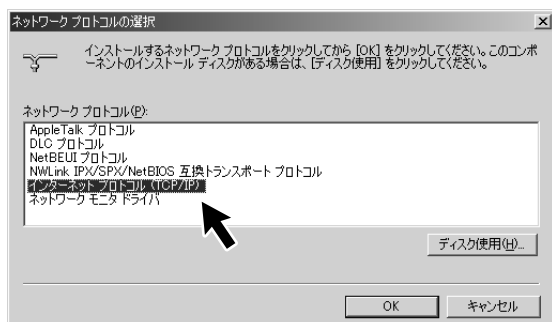 ネットワーク プロトコルの選択
インストールするネットワーク プロトコルをクリックしてから [OK] をクリックしてください。このコンポ
ーネントのインストール ディスクがある場合は、[ディスク使用] をクリックしてください。
ネットワーク プロトコル(P):
AppleTalk プロトコル
DLC プロトコル
NetBEUI プロトコル
NWLink IPX/SPX/NetBIOS 互換トランスポート プロトコル
インターネット プロトコル (TCP/IP)
ネットワーク モニタ ドライバ
ディスク使用(H)...
OK
キャンセル